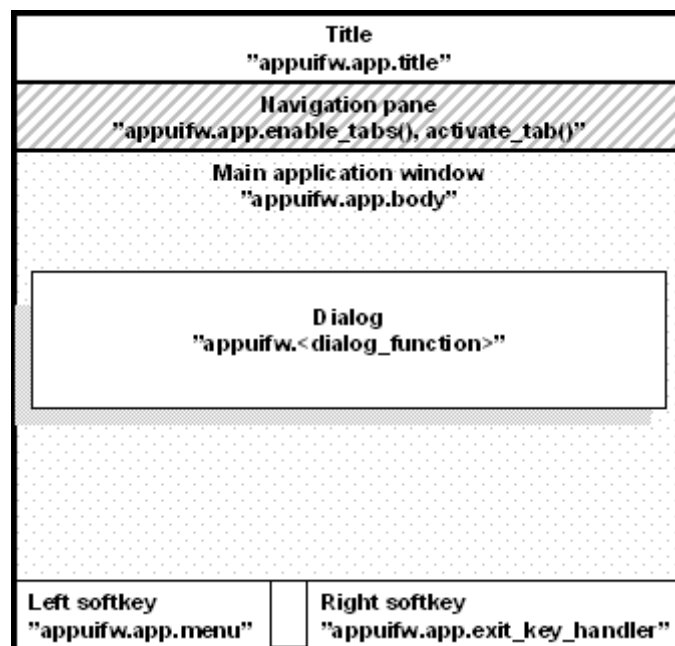 Title
”appuifw.app.title”
Navigation pane
”appuifw.app.enable_tabs(), activate_tab()”
Main application window
”appuifw.app.body”
Dialog
”appuifw.<dialog_function>”
Left softkey
”appuifw.app.menu”
Right softkey
”appuifw.app.exit_key_handler”